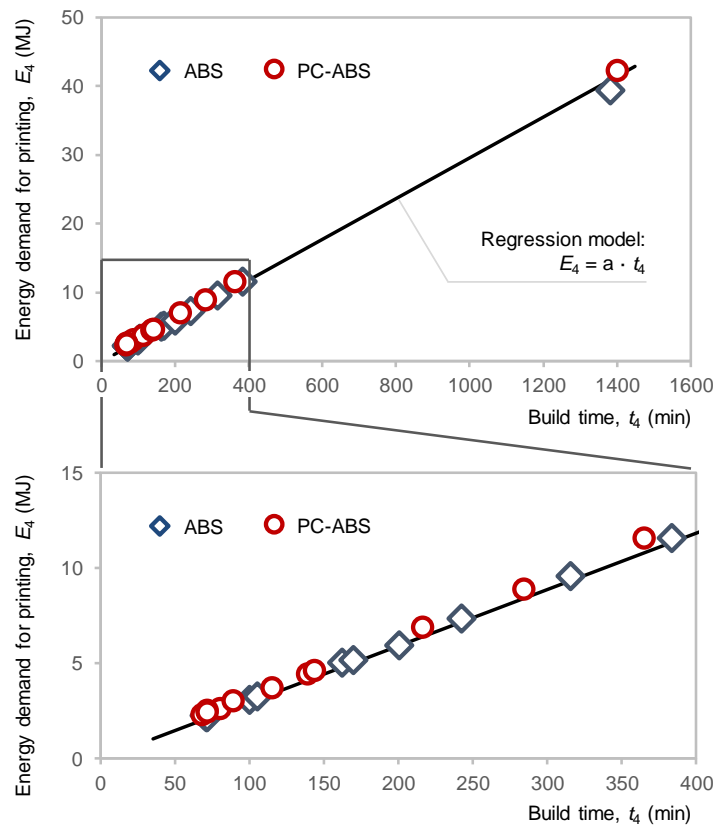 Energy demand for printing, E₄ (MJ)
50
40
30
20
10
0
ABS
PC-ABS
Regression model:
E₄ = a · t₄
0 200 400 600 800 1000 1200 1400 1600
Build time, t₄ (min)
Energy demand for printing, E₄ (MJ)
15
10
5
0
ABS
PC-ABS
0 50 100 150 200 250 300 350 400
Build time, t₄ (min)